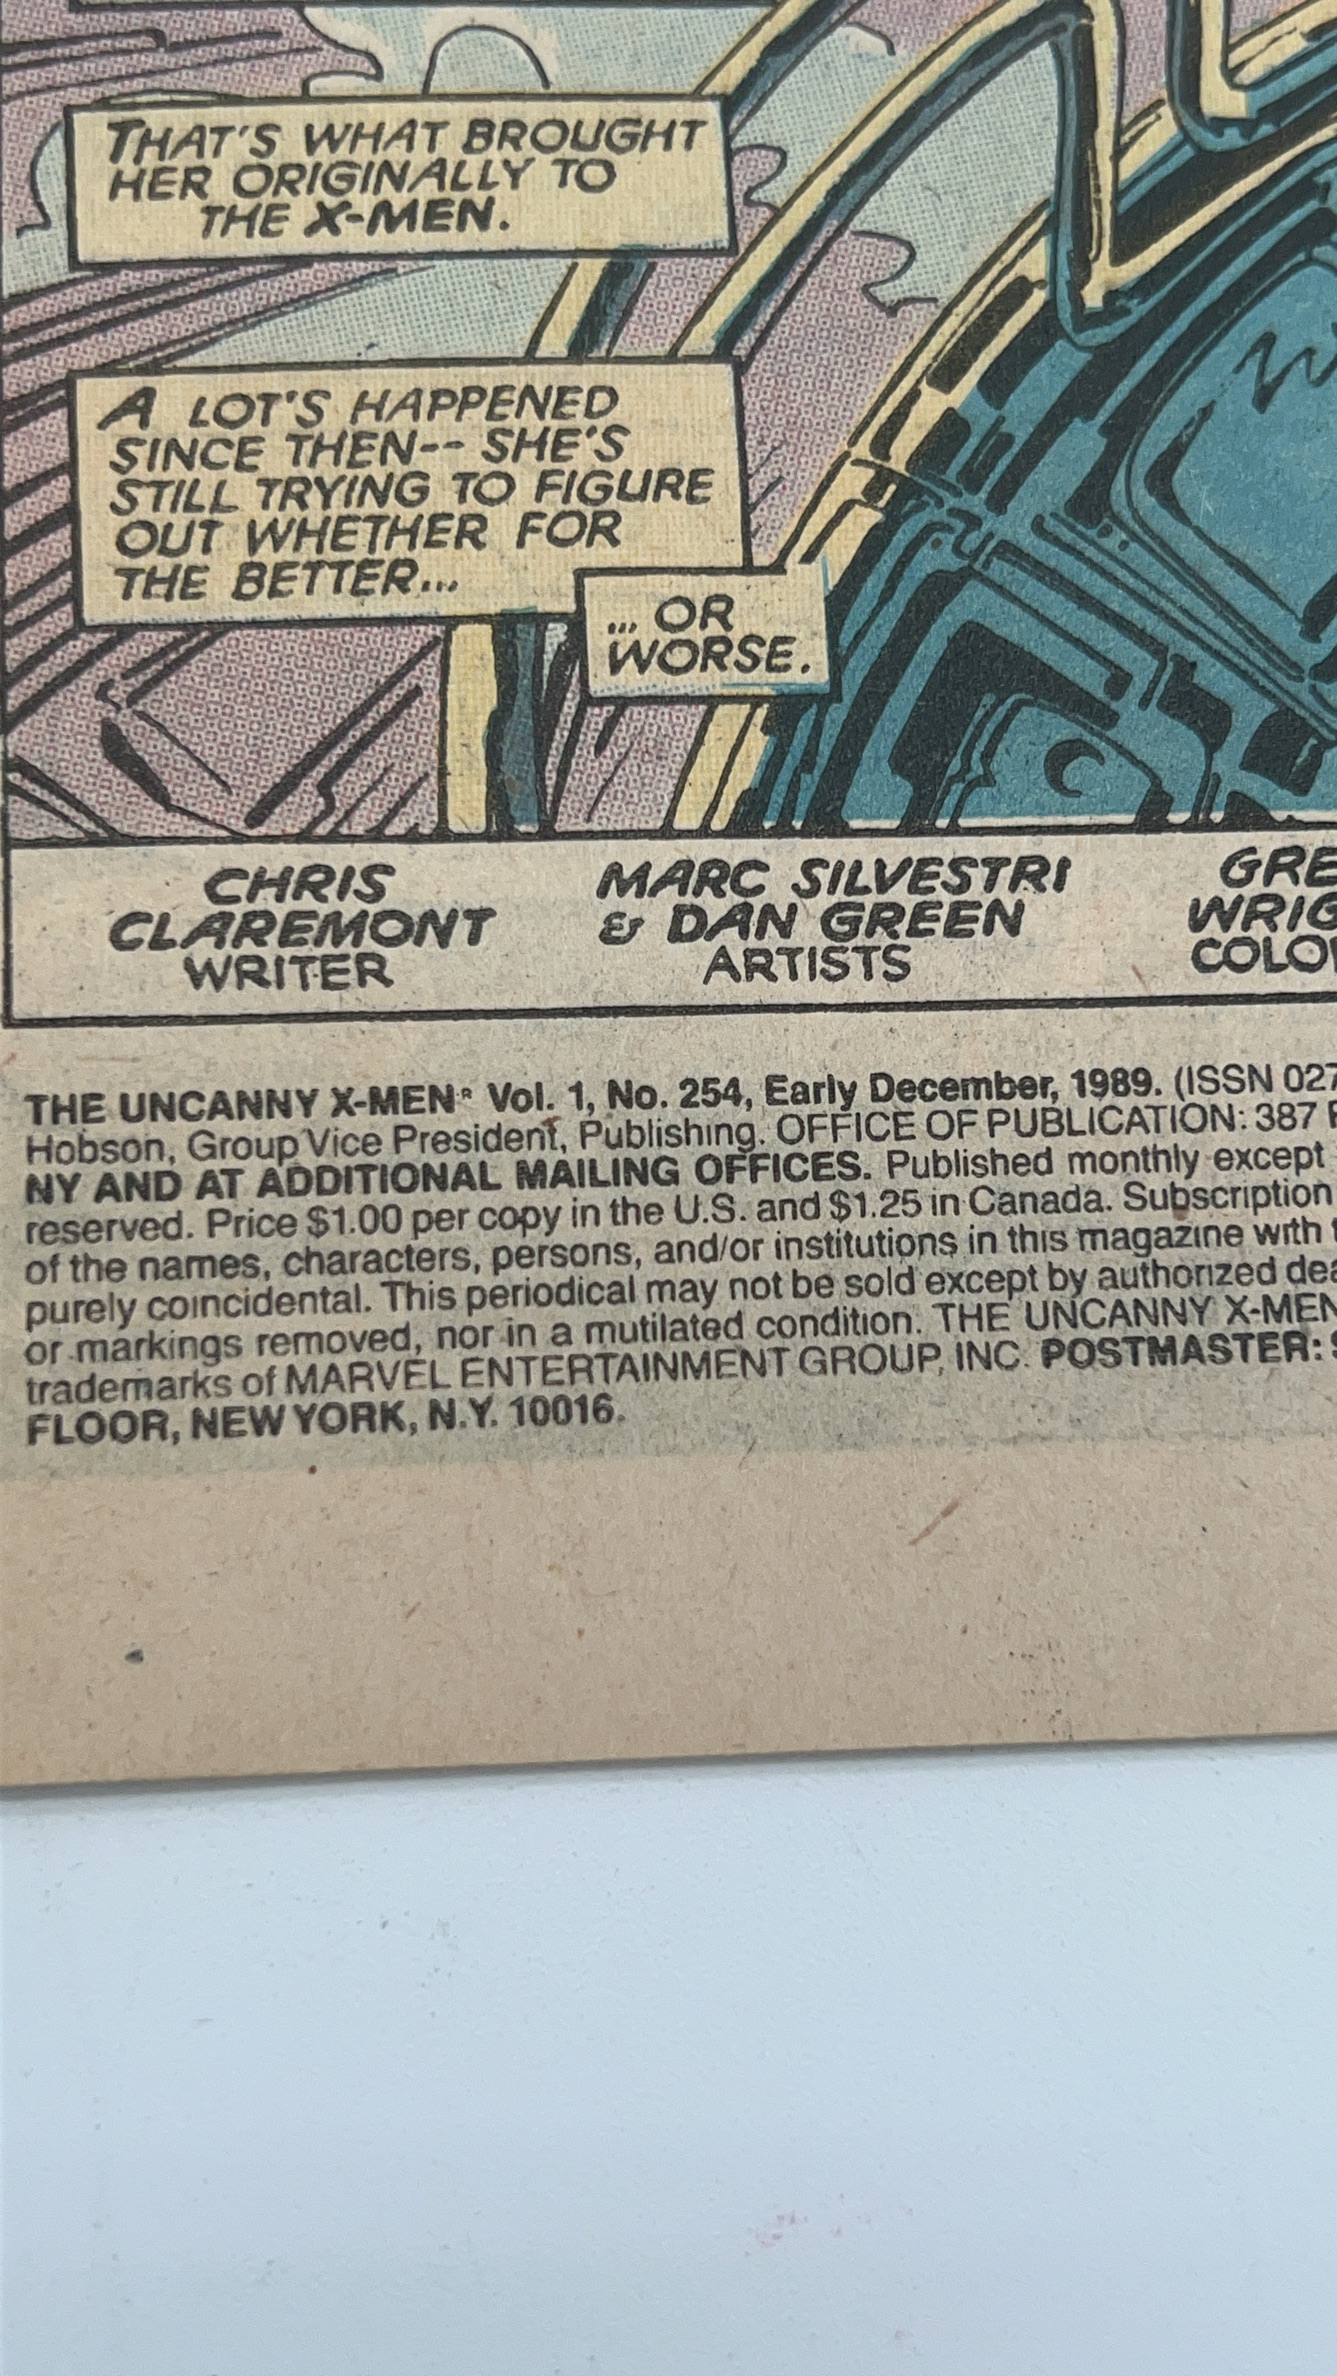 THAT'S WHAT BROUGHT
HER ORIGINALLY TO
THE X-MEN.
A LOT'S HAPPENED
SINCE THEN-- SHE'S
STILL TRYING TO FIGURE
OUT WHETHER FOR
THE BETTER...
... OR
WORSE.
CHRIS
CLAREMONT
WRITER
MARC SILVESTRI
& DAN GREEN
ARTISTS
GRE
WRIG
COLO
THE UNCANNY X-MEN® Vol. 1, No. 254, Early December, 1989. (ISSN 027
Hobson, Group Vice President, Publishing. OFFICE OF PUBLICATION: 387
NY AND AT ADDITIONAL MAILING OFFICES. Published monthly except
reserved. Price $1.00 per copy in the U.S. and $1.25 in Canada. Subscription
of the names, characters, persons, and/or institutions in this magazine with
purely coincidental. This periodical may not be sold except by authorized dea
or markings removed, nor in a mutilated condition. THE UNCANNY X-MEN
trademarks of MARVEL ENTERTAINMENT GROUP, INC. POSTMASTER:
FLOOR, NEW YORK, N.Y. 10016.